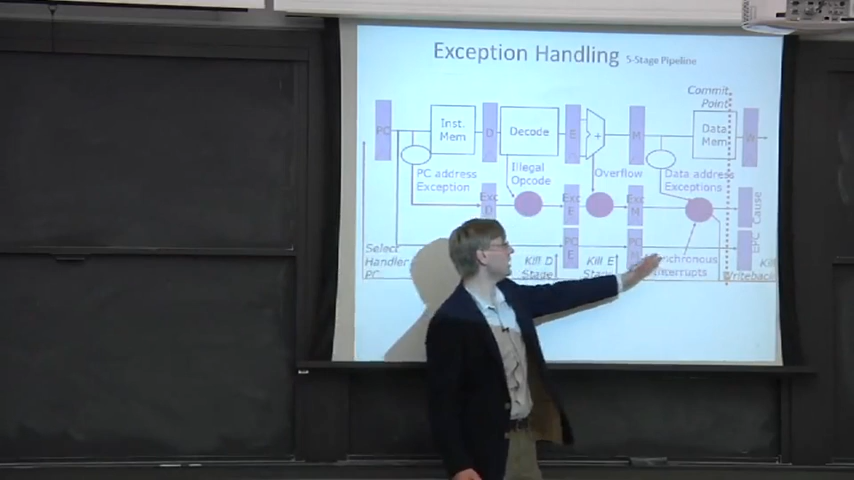 Exception Handling 5-Stage Pipeline
Commit
Point
PC
Inst.
Mem
D
Decode
E
+
M
Data
Mem
W
PC address
Exception
Illegal
Opcode
Overflow
Data address
Exceptions
Exc
D
Exc
E
Exc
M
Cause
PC
E
PC
M
EPC
Select
Handler
PC
Kill D
Stage
Kill E
Stage
Interrupts
Writeback